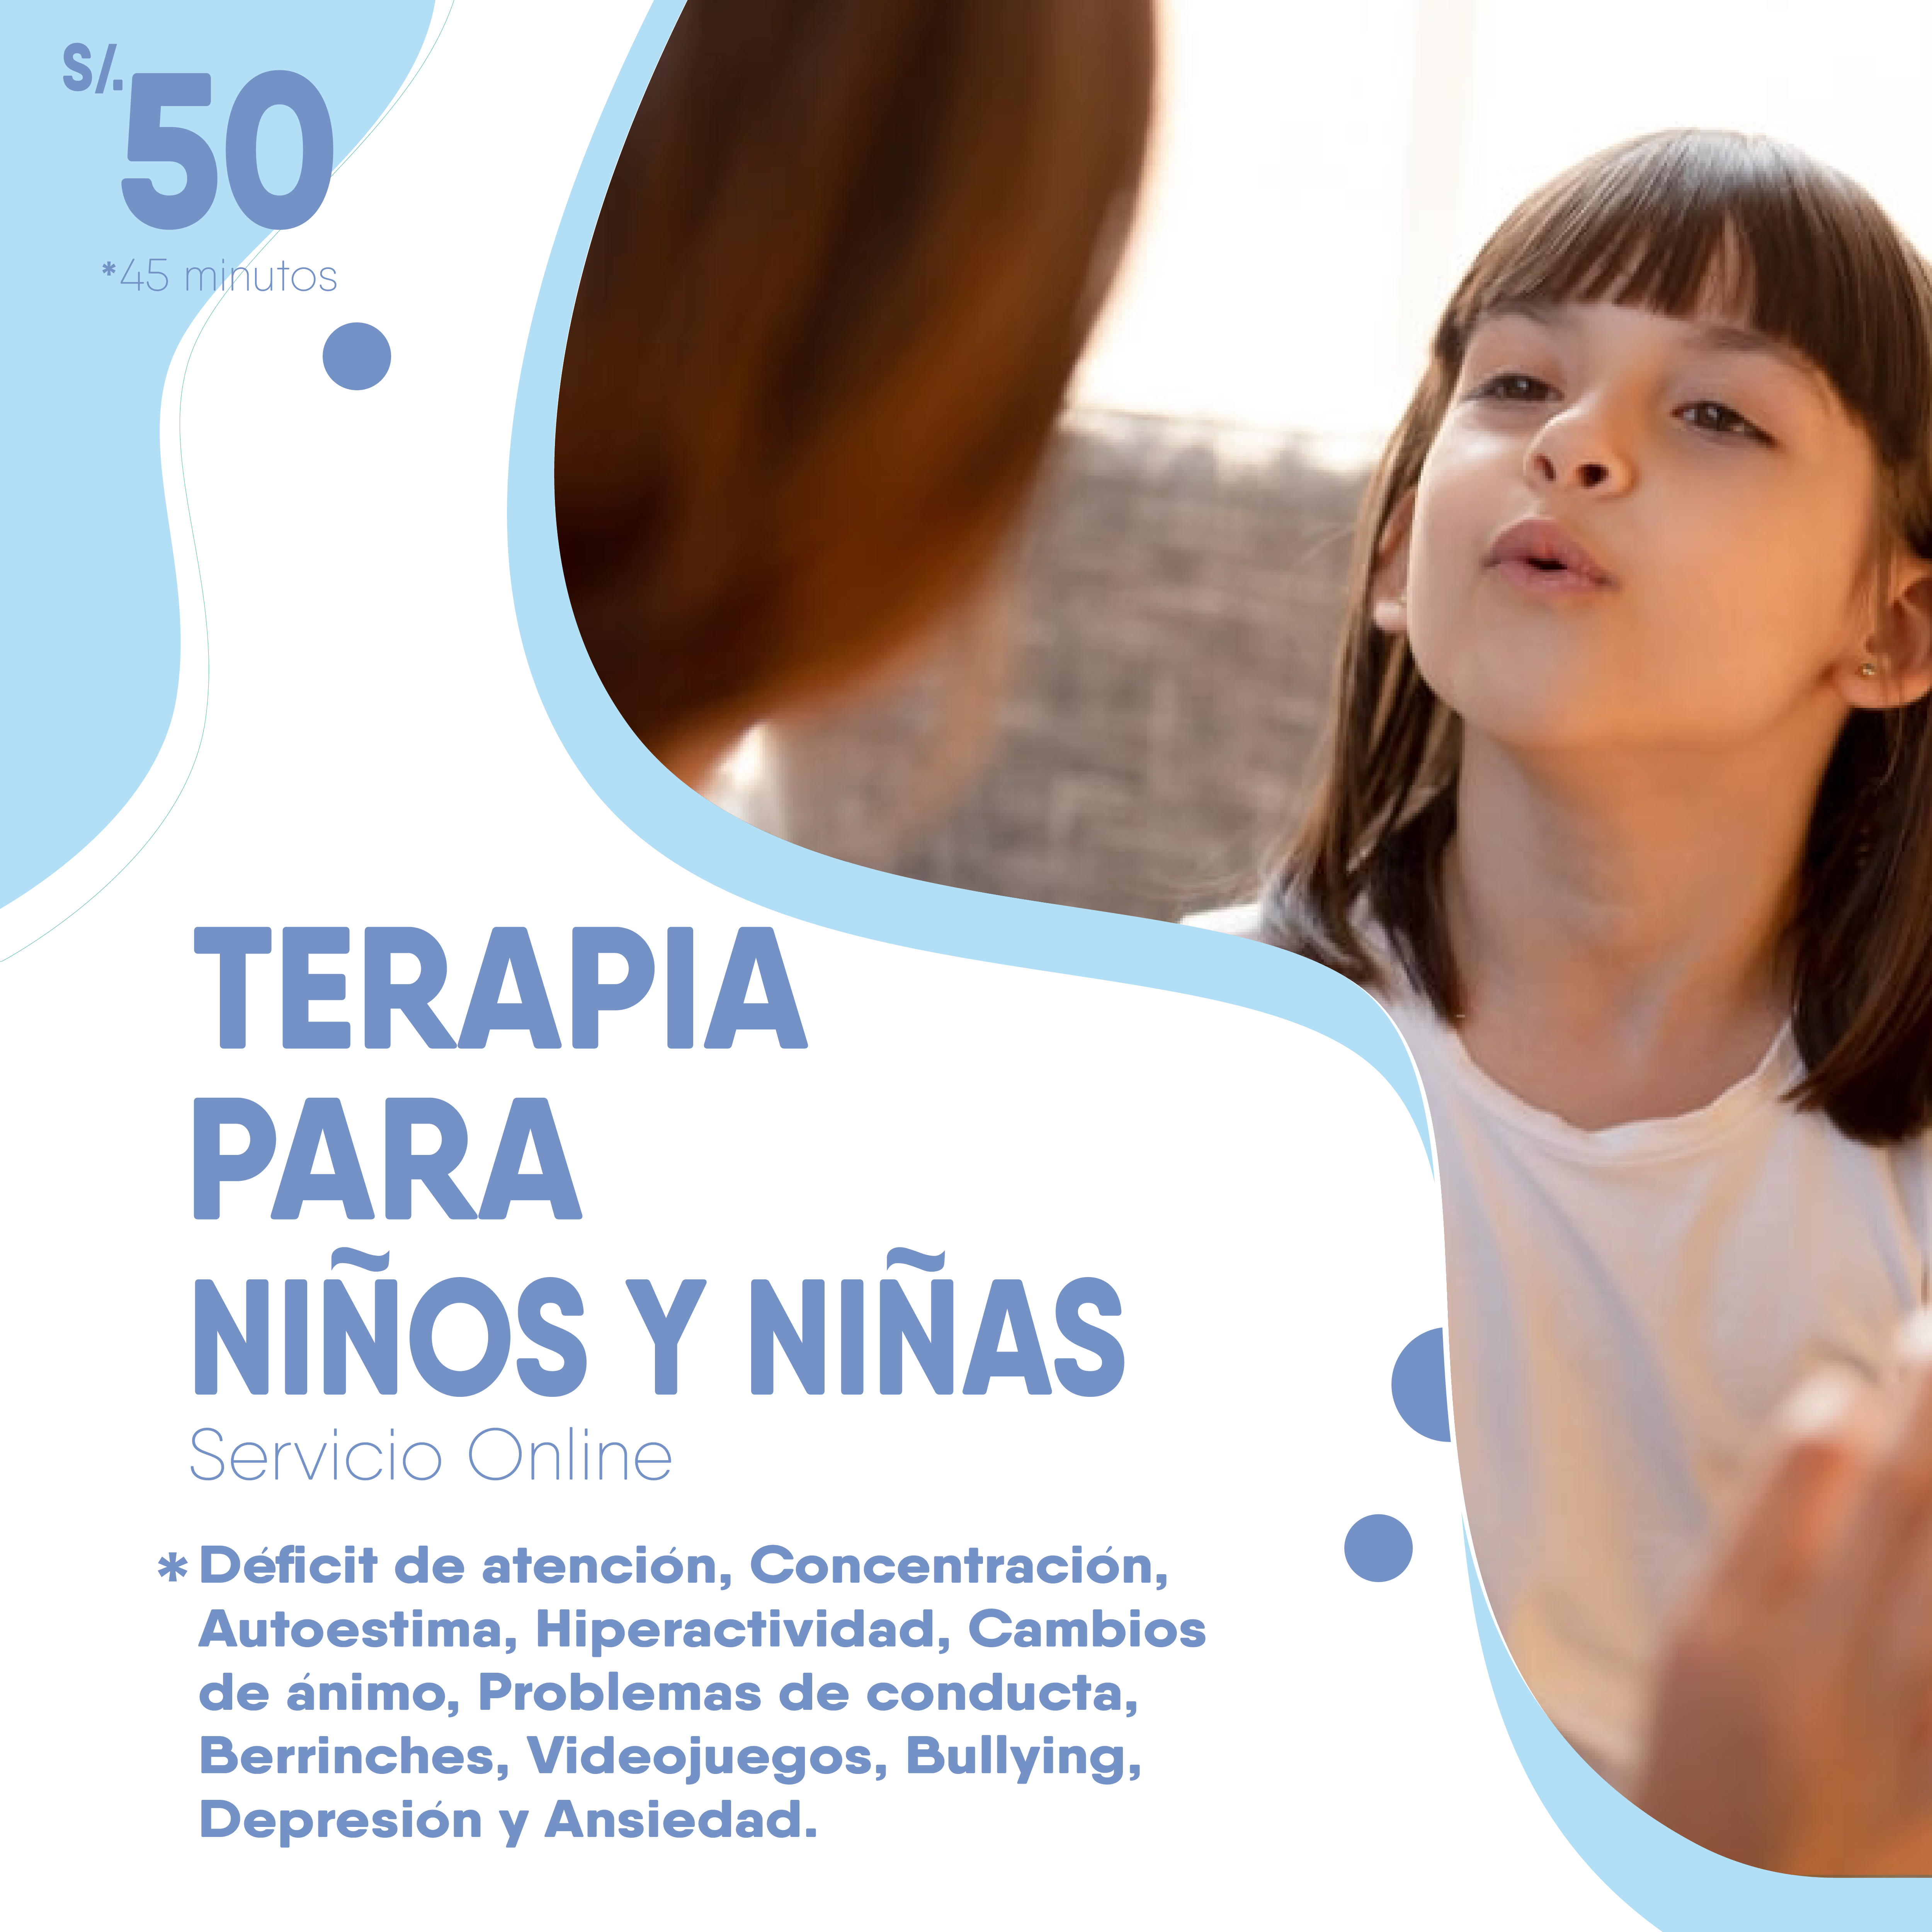 S/.50
*45 minutos
TERAPIA
PARA
NIÑOS Y NIÑAS
Servicio Online
* Déficit de atención, Concentración,
Autoestima, Hiperactividad, Cambios
de ánimo, Problemas de conducta,
Berrinches, Videojuegos, Bullying,
Depresión y Ansiedad.